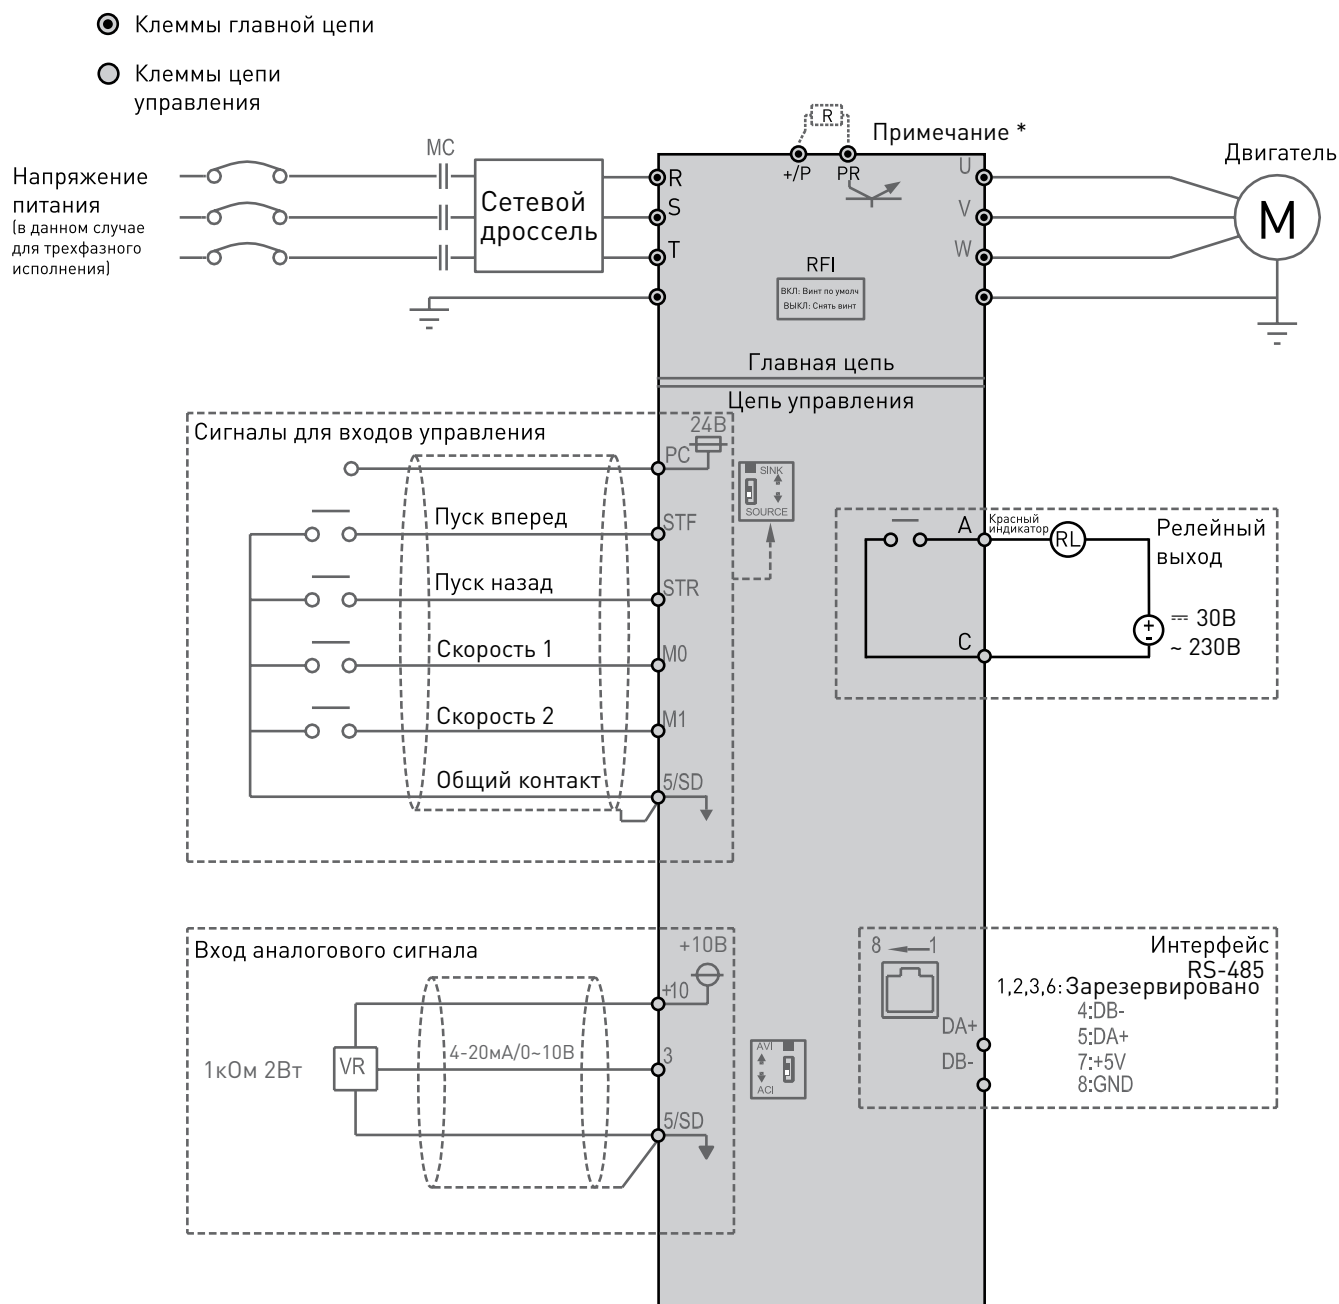 Клеммы главной цепи
Клеммы цепи
управления
Напряжение
питания
(в данном случае
для трехфазного
исполнения)
MC
Сетевой
дроссель
R
S
T
R
Примечание *
+/P
PR
U
V
W
Двигатель
M
RFI
ВКЛ: Винт по умолч
ВЫКЛ: Снять винт
Главная цепь
Цепь управления
Сигналы для входов управления
24В
PC
SINK
SOURCE
Пуск вперед
STF
Пуск назад
STR
Скорость 1
M0
Скорость 2
M1
Общий контакт
5/SD
A
Красный
индикатор
RL
Релейный
выход
C
+
-
30В
~ 230В
Вход аналогового сигнала
+10В
+10
4-20мА/0~10В
3
1кОм 2Вт
VR
5/SD
AVI
ACI
8
1
Интерфейс
RS-485
1,2,3,6: Зарезервировано
4:DB-
5:DA+
7:+5V
8:GND
DA+
DB-